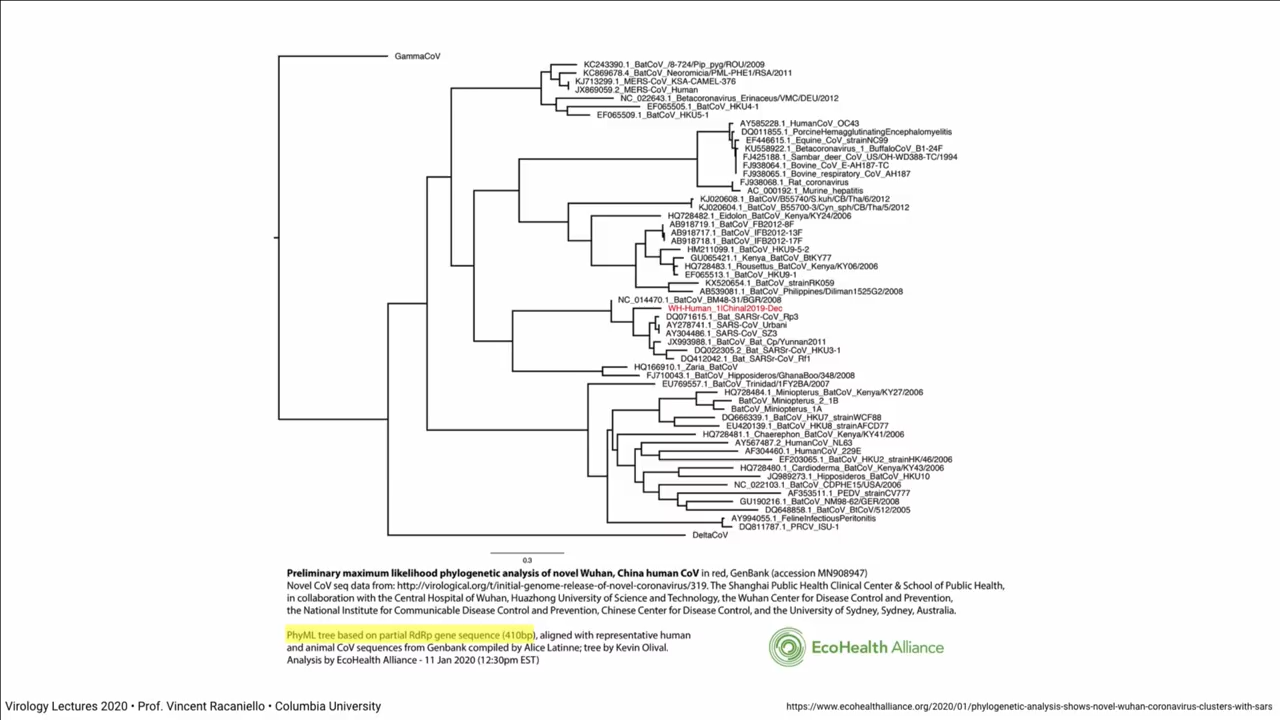 GammaCoV
KC243390.1_BatCoV_/8-724/Pip_pyg/ROU/2009
KC869678.4_BatCoV_Neoromicia/PML-PHE1/RSA/2011
KJ713299.1_MERS-CoV_KSA-CAMEL-376
JX869059.2_MERS-CoV_Human
NC_022643.1_Betacoronavirus_Erinaceus/VMC/DEU/2012
EF065505.1_BatCoV_HKU4-1
EF065509.1_BatCoV_HKU5-1
AY585228.1_HumanCoV_OC43
DQ011855.1_PorcineHemagglutinatingEncephalomyelitis
EF446615.1_Equine_CoV_strainNC99
KU558922.1_Betacoronavirus_1_BuffaloCoV_B1-24F
FJ425188.1_Sambar_deer_CoV_US/OH-WD388-TC/1994
FJ938064.1_Bovine_CoV_E-AH187-TC
FJ938065.1_Bovine_respiratory_CoV_AH187
FJ938068.1_Rat_coronavirus
AC_000192.1_Murine_hepatitis
KJ020608.1_BatCoV/B55740/S.kuh/CB/Tha/6/2012
KJ020604.1_BatCoV_B55700-3/Cyn_sph/CB/Tha/5/2012
HQ728482.1_Eidolon_BatCoV_Kenya/KY24/2006
AB918719.1_BatCoV_FB2012-8F
AB918717.1_BatCoV_IFB2012-13F
AB918718.1_BatCoV_IFB2012-17F
HM211099.1_BatCoV_HKU9-5-2
GU065421.1_Kenya_BatCoV_BtKY77
HQ728483.1_Rousettus_BatCoV_Kenya/KY06/2006
EF065513.1_BatCoV_HKU9-1
KX520654.1_BatCoV_strainRK059
AB539081.1_BatCoV_Philippines/Diliman1525G2/2008
NC_014470.1_BatCoV_BM48-31/BGR/2008
WH-Human_1|China|2019-Dec
DQ071615.1_Bat_SARSr-CoV_Rp3
AY278741.1_SARS-CoV_Urbani
AY304486.1_SARS-CoV_SZ3
JX993988.1_BatCoV_Bat_Cp/Yunnan2011
DQ022305.2_Bat_SARSr-CoV_HKU3-1
DQ412042.1_Bat_SARSr-CoV_Rf1
HQ166910.1_Zaria_BatCoV
FJ710043.1_BatCoV_Hipposideros/GhanaBoo/348/2008
EU769557.1_BatCoV_Trinidad/1FY2BA/2007
HQ728484.1_Miniopterus_BatCoV_Kenya/KY27/2006
BatCoV_Miniopterus_2_1B
BatCoV_Miniopterus_1A
DQ666339.1_BatCoV_HKU7_strainWCF88
EU420139.1_BatCoV_HKU8_strainAFCD77
HQ728481.1_Chaerephon_BatCoV_Kenya/KY41/2006
AY567487.2_HumanCoV_NL63
AF304460.1_HumanCoV_229E
EF203065.1_BatCoV_HKU2_strainHK/46/2006
HQ728480.1_Cardioderma_BatCoV_Kenya/KY43/2006
JQ989273.1_Hipposideros_BatCoV_HKU10
NC_022103.1_BatCoV_CDPHE15/USA/2006
AF353511.1_PEDV_strainCV777
GU190216.1_BatCoV_NM98-62/GER/2008
DQ648858.1_BatCoV_BtCoV/512/2005
AY994055.1_FelineInfectiousPeritonitis
DQ811787.1_PRCV_ISU-1
DeltaCoV
0.3
Preliminary maximum likelihood phylogenetic analysis of novel Wuhan, China human CoV in red, GenBank (accession MN908947)
Novel CoV seq data from: http://virological.org/t/initial-genome-release-of-novel-coronavirus/319. The Shanghai Public Health Clinical Center & School of Public Health,
in collaboration with the Central Hospital of Wuhan, Huazhong University of Science and Technology, the Wuhan Center for Disease Control and Prevention,
the National Institute for Communicable Disease Control and Prevention, Chinese Center for Disease Control, and the University of Sydney, Sydney, Australia.
PhyML tree based on partial RdRp gene sequence (410bp), aligned with representative human
and animal CoV sequences from Genbank compiled by Alice Latinne; tree by Kevin Olival.
Analysis by EcoHealth Alliance - 11 Jan 2020 (12:30pm EST)
EcoHealth Alliance
Virology Lectures 2020 • Prof. Vincent Racaniello • Columbia University
https://www.ecohealthalliance.org/2020/01/phylogenetic-analysis-shows-novel-wuhan-coronavirus-clusters-with-sars